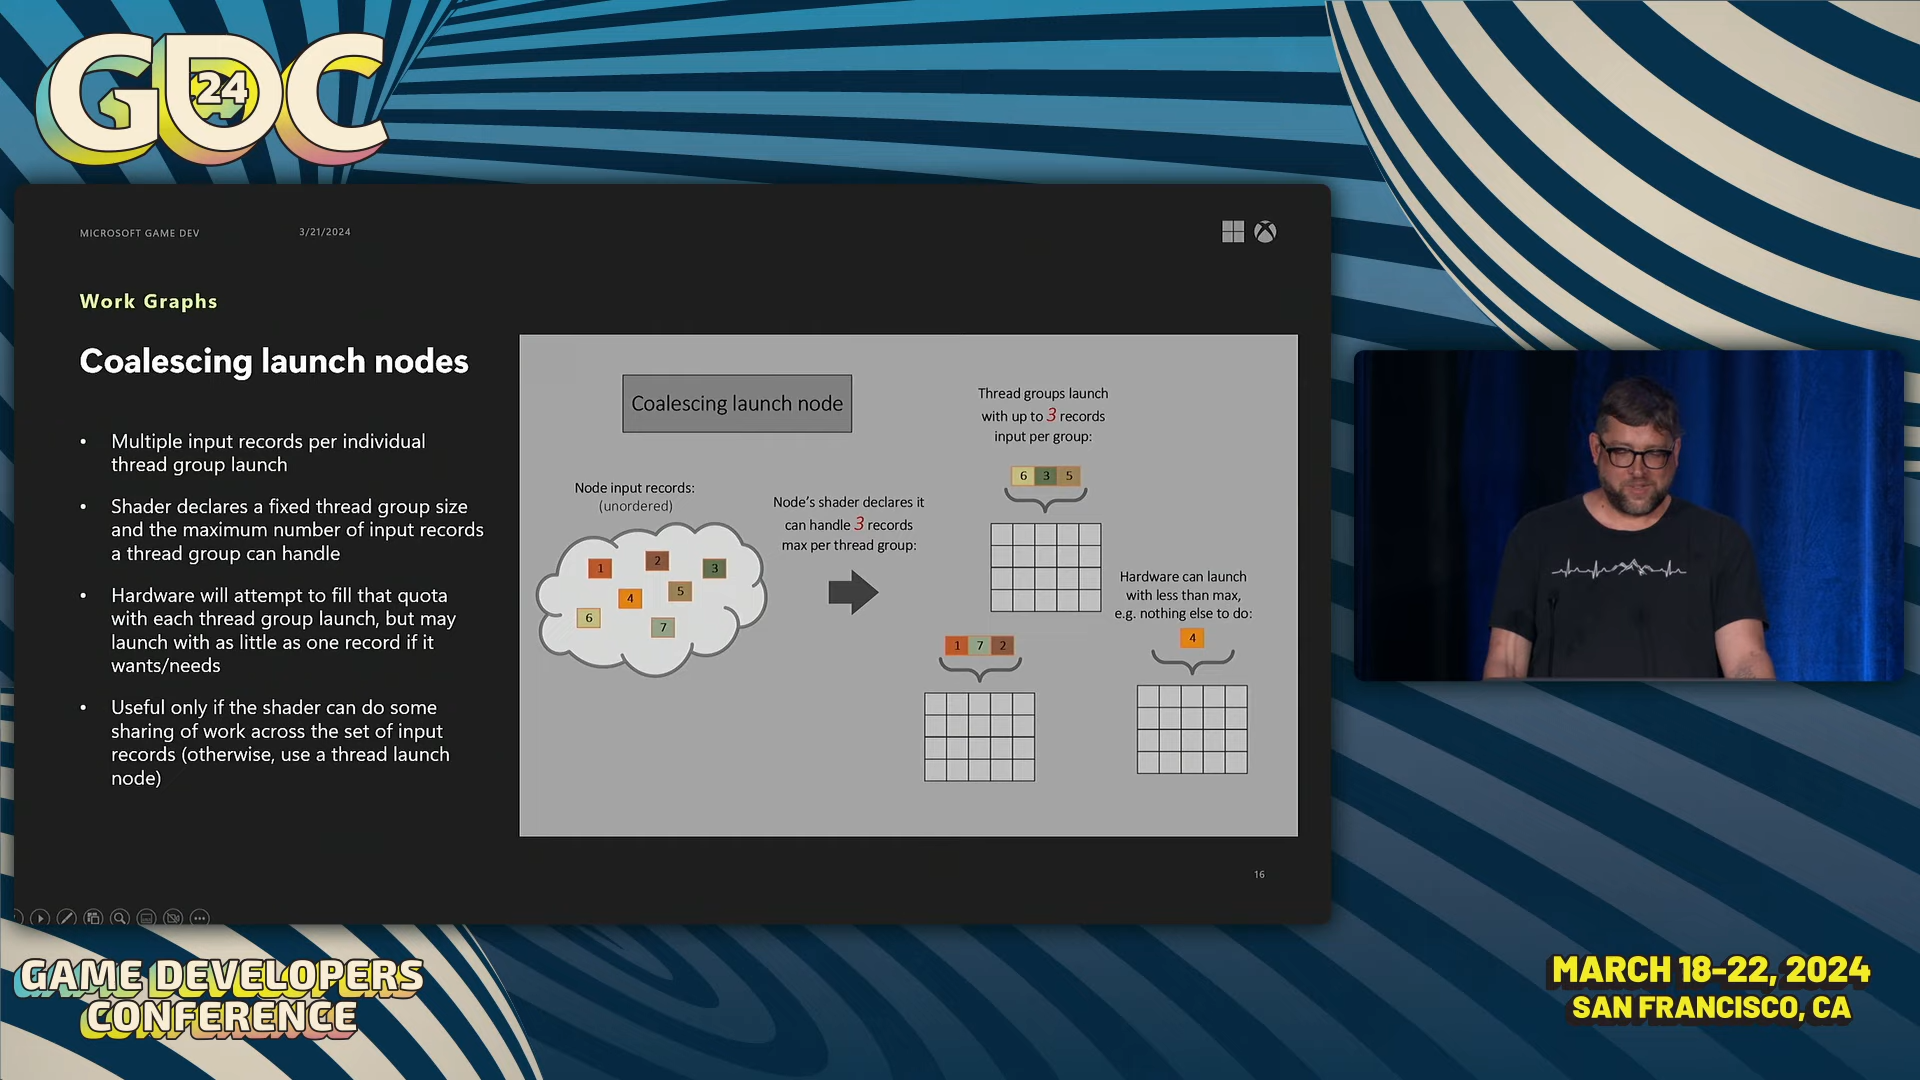 GDC
24
MICROSOFT GAME DEV
3/21/2024
Work Graphs
Coalescing launch nodes
• Multiple input records per individual
thread group launch
• Shader declares a fixed thread group size
and the maximum number of input records
a thread group can handle
• Hardware will attempt to fill that quota
with each thread group launch, but may
launch with as little as one record if it
wants/needs
• Useful only if the shader can do some
sharing of work across the set of input
records (otherwise, use a thread launch
node)
Coalescing launch node
Node input records:
(unordered)
1
2
3
4
5
6
7
Node's shader declares it
can handle 3 records
max per thread group:
Thread groups launch
with up to 3 records
input per group:
6 3 5
1 7 2
Hardware can launch
with less than max,
e.g. nothing else to do:
4
16
GAME DEVELOPERS
CONFERENCE
MARCH 18-22, 2024
SAN FRANCISCO, CA